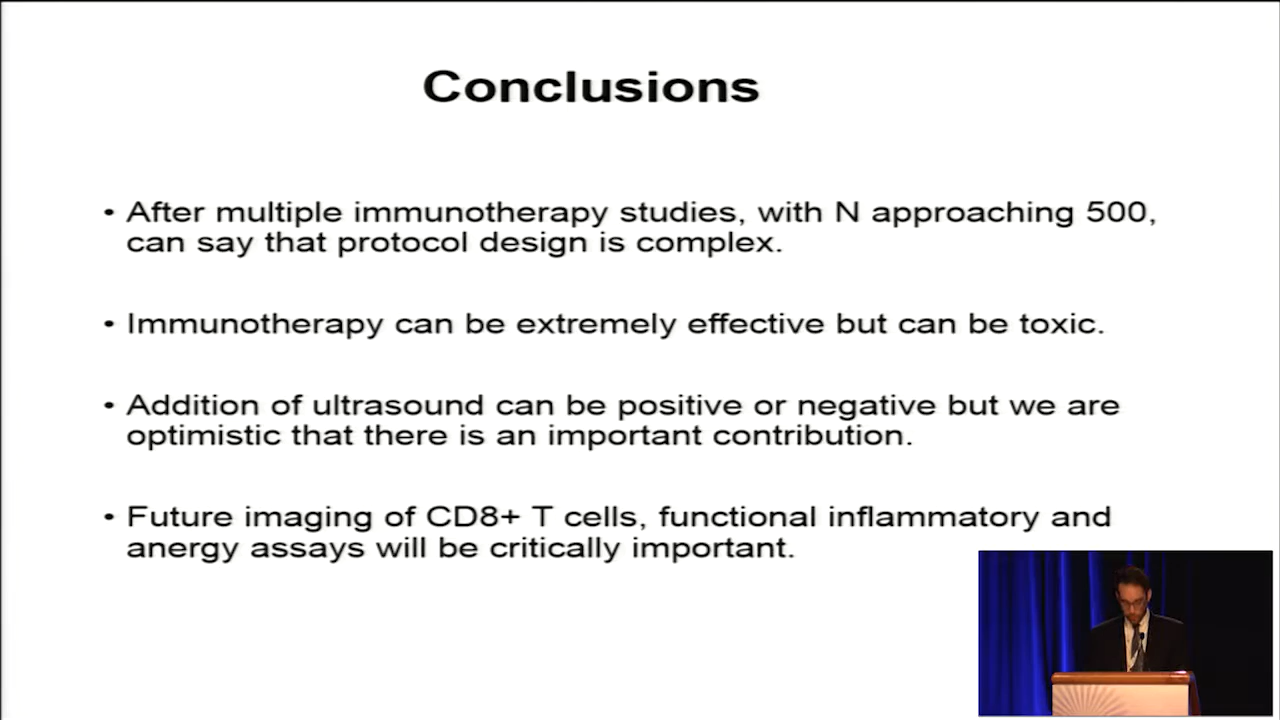 Conclusions
• After multiple immunotherapy studies, with N approaching 500,
can say that protocol design is complex.
• Immunotherapy can be extremely effective but can be toxic.
• Addition of ultrasound can be positive or negative but we are
optimistic that there is an important contribution.
• Future imaging of CD8+ T cells, functional inflammatory and
anergy assays will be critically important.